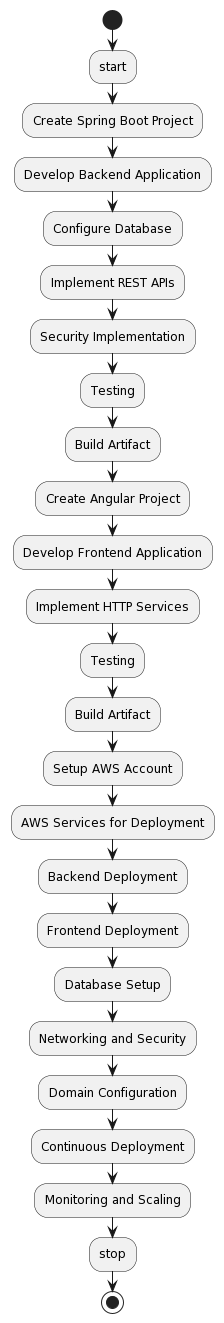 start
Create Spring Boot Project
Develop Backend Application
Configure Database
Implement REST APIs
Security Implementation
Testing
Build Artifact
Create Angular Project
Develop Frontend Application
Implement HTTP Services
Testing
Build Artifact
Setup AWS Account
AWS Services for Deployment
Backend Deployment
Frontend Deployment
Database Setup
Networking and Security
Domain Configuration
Continuous Deployment
Monitoring and Scaling
stop